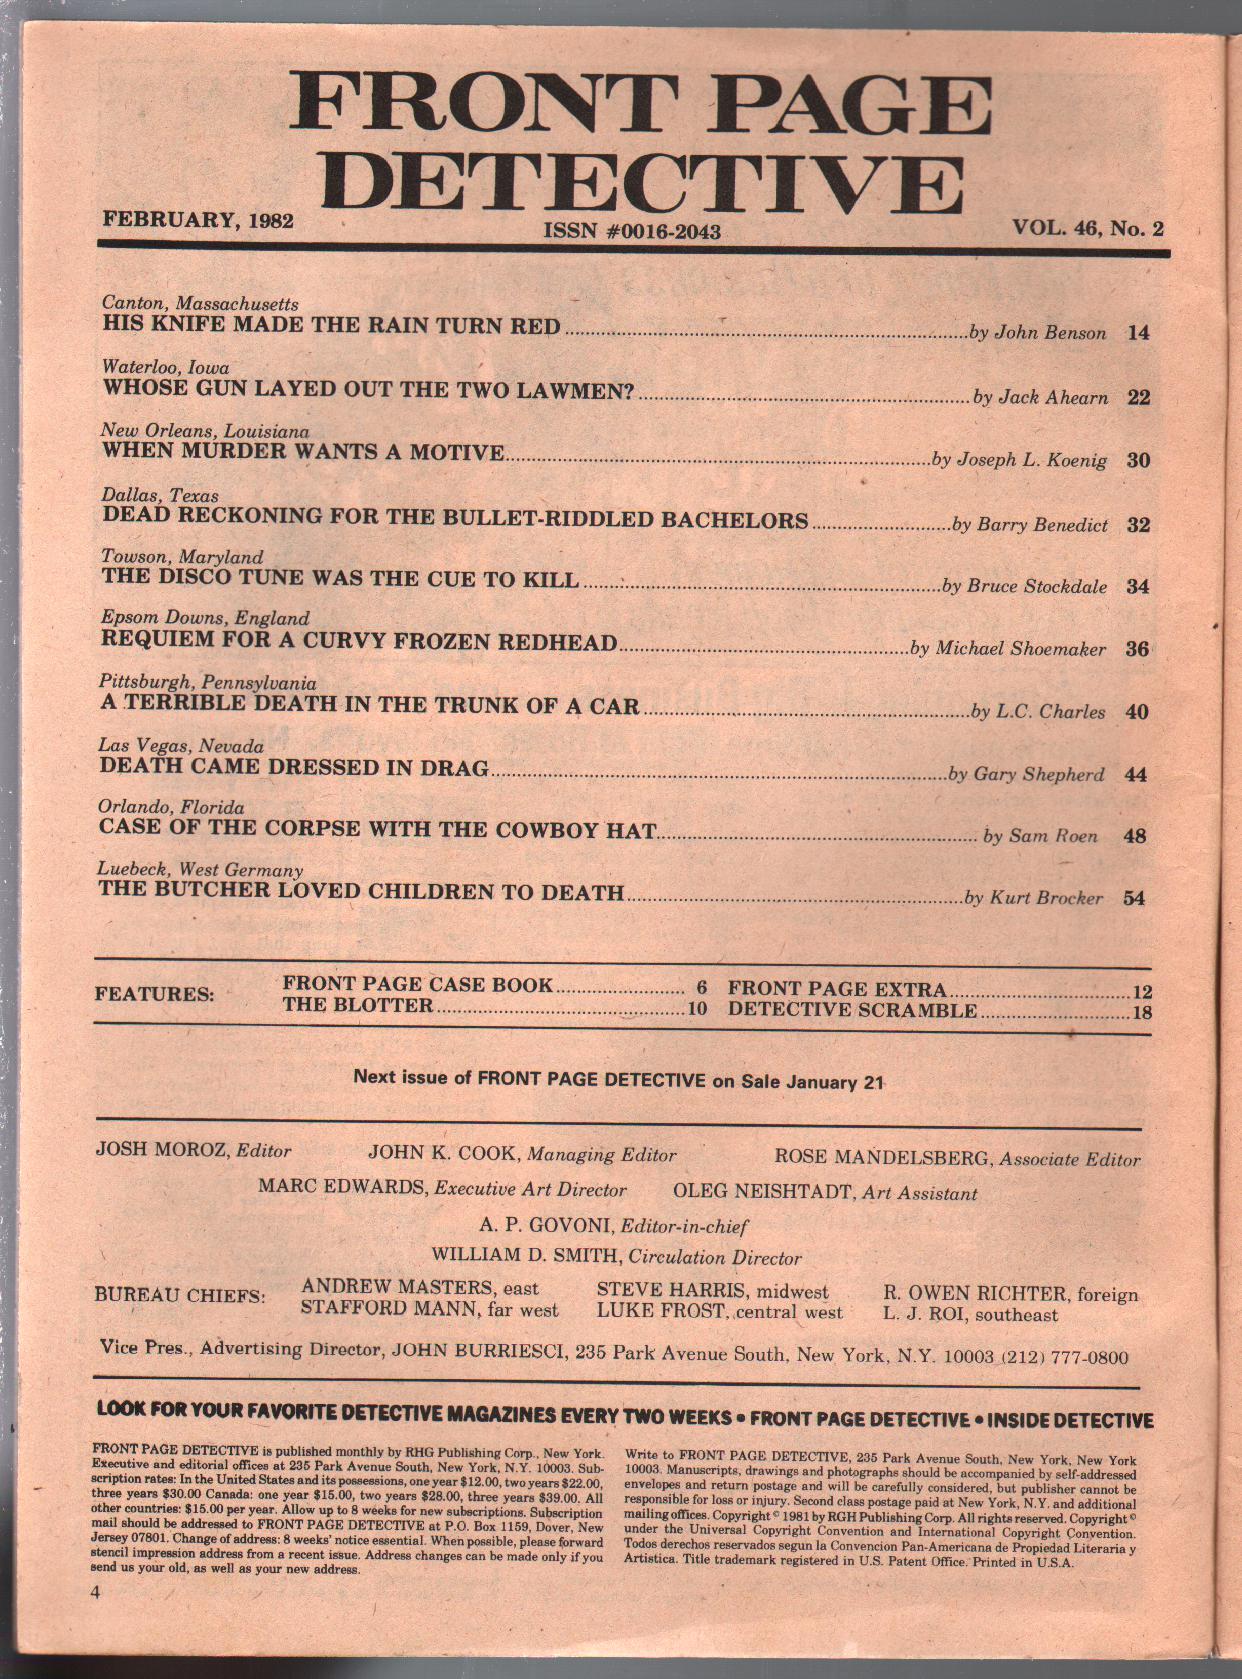 FRONT PAGE
DETECTIVE
FEBRUARY, 1982 ISSN #0016-2043 VOL. 46, No. 2
Canton, Massachusetts
HIS KNIFE MADE THE RAIN TURN RED ... by John Benson 14
Waterloo, Iowa
WHOSE GUN LAYED OUT THE TWO LAWMEN? ... by Jack Ahearn 22
New Orleans, Louisiana
WHEN MURDER WANTS A MOTIVE ... by Joseph L. Koenig 30
Dallas, Texas
DEAD RECKONING FOR THE BULLET-RIDDLED BACHELORS ... by Barry Benedict 32
Towson, Maryland
THE DISCO TUNE WAS THE CUE TO KILL ... by Bruce Stockdale 34
Epsom Downs, England
REQUIEM FOR A CURVY FROZEN REDHEAD ... by Michael Shoemaker 36
Pittsburgh, Pennsylvania
A TERRIBLE DEATH IN THE TRUNK OF A CAR ... by L.C. Charles 40
Las Vegas, Nevada
DEATH CAME DRESSED IN DRAG ... by Gary Shepherd 44
Orlando, Florida
CASE OF THE CORPSE WITH THE COWBOY HAT ... by Sam Roen 48
Luebeck, West Germany
THE BUTCHER LOVED CHILDREN TO DEATH ... by Kurt Brocker 54
FEATURES:
FRONT PAGE CASE BOOK ... 6 FRONT PAGE EXTRA ... 12
THE BLOTTER ... 10 DETECTIVE SCRAMBLE ... 18
Next issue of FRONT PAGE DETECTIVE on Sale January 21
JOSH MOROZ, Editor JOHN K. COOK, Managing Editor ROSE MANDELSBERG, Associate Editor
MARC EDWARDS, Executive Art Director OLEG NEISHTADT, Art Assistant
A. P. GOVONI, Editor-in-chief
WILLIAM D. SMITH, Circulation Director
BUREAU CHIEFS:
ANDREW MASTERS, east STEVE HARRIS, midwest R. OWEN RICHTER, foreign
STAFFORD MANN, far west LUKE FROST, central west L. J. ROI, southeast
Vice Pres., Advertising Director, JOHN BURRIESCI, 235 Park Avenue South, New York, N.Y. 10003 (212) 777-0800
LOOK FOR YOUR FAVORITE DETECTIVE MAGAZINES EVERY TWO WEEKS • FRONT PAGE DETECTIVE • INSIDE DETECTIVE
FRONT PAGE DETECTIVE is published monthly by RHG Publishing Corp., New York.
Executive and editorial offices at 235 Park Avenue South, New York, N.Y. 10003. Sub-
scription rates: In the United States and its possessions, one year $12.00, two years $22.00,
three years $30.00 Canada: one year $15.00, two years $28.00, three years $39.00. All
other countries: $15.00 per year. Allow up to 8 weeks for new subscriptions. Subscription
mail should be addressed to FRONT PAGE DETECTIVE at P.O. Box 1159, Dover, New
Jersey 07801. Change of address: 8 weeks' notice essential. When possible, please forward
stencil impression address from a recent issue. Address changes can be made only if you
send us your old, as well as your new address.
Write to FRONT PAGE DETECTIVE, 235 Park Avenue South, New York, New York
10003. Manuscripts, drawings and photographs should be accompanied by self-addressed
envelopes and return postage and will be carefully considered, but publisher cannot be
responsible for loss or injury. Second class postage paid at New York, N.Y. and additional
mailing offices. Copyright © 1981 by RGH Publishing Corp. All rights reserved. Copyright ©
under the Universal Copyright Convention and International Copyright Convention.
Todos derechos reservados segun la Convencion Pan-Americana de Propiedad Literaria y
Artistica. Title trademark registered in U.S. Patent Office. Printed in U.S.A.
4